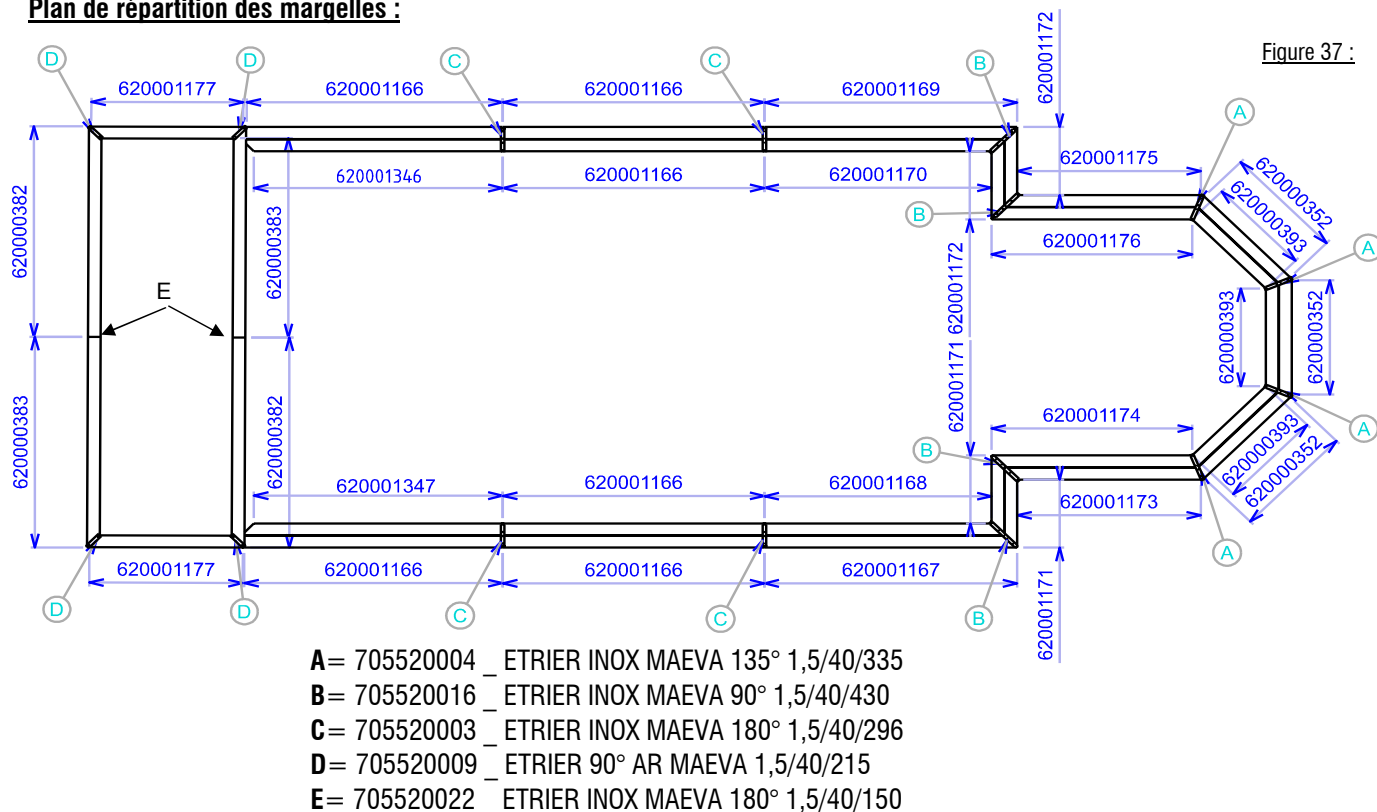 Plan de répartition des margelles :
Figure 37 :
D
D
C
C
B
A
620001177
620001166
620001166
620001169
620001172
620001175
620000352
620000393
620001346
620001166
620001170
620000382
620000383
B
A
620001176
E
620001172
620000393
620000352
620001171
620000383
620000382
620001174
A
B
620001347
620001166
620001168
620000393
620000352
620001173
A
620001177
620001166
620001166
620001167
620001171
D
D
C
C
B
A= 705520004 _ ETRIER INOX MAEVA 135° 1,5/40/335
B= 705520016 _ ETRIER INOX MAEVA 90° 1,5/40/430
C= 705520003 _ ETRIER INOX MAEVA 180° 1,5/40/296
D= 705520009 _ ETRIER 90° AR MAEVA 1,5/40/215
E= 705520022 ETRIER INOX MAEVA 180° 1,5/40/150